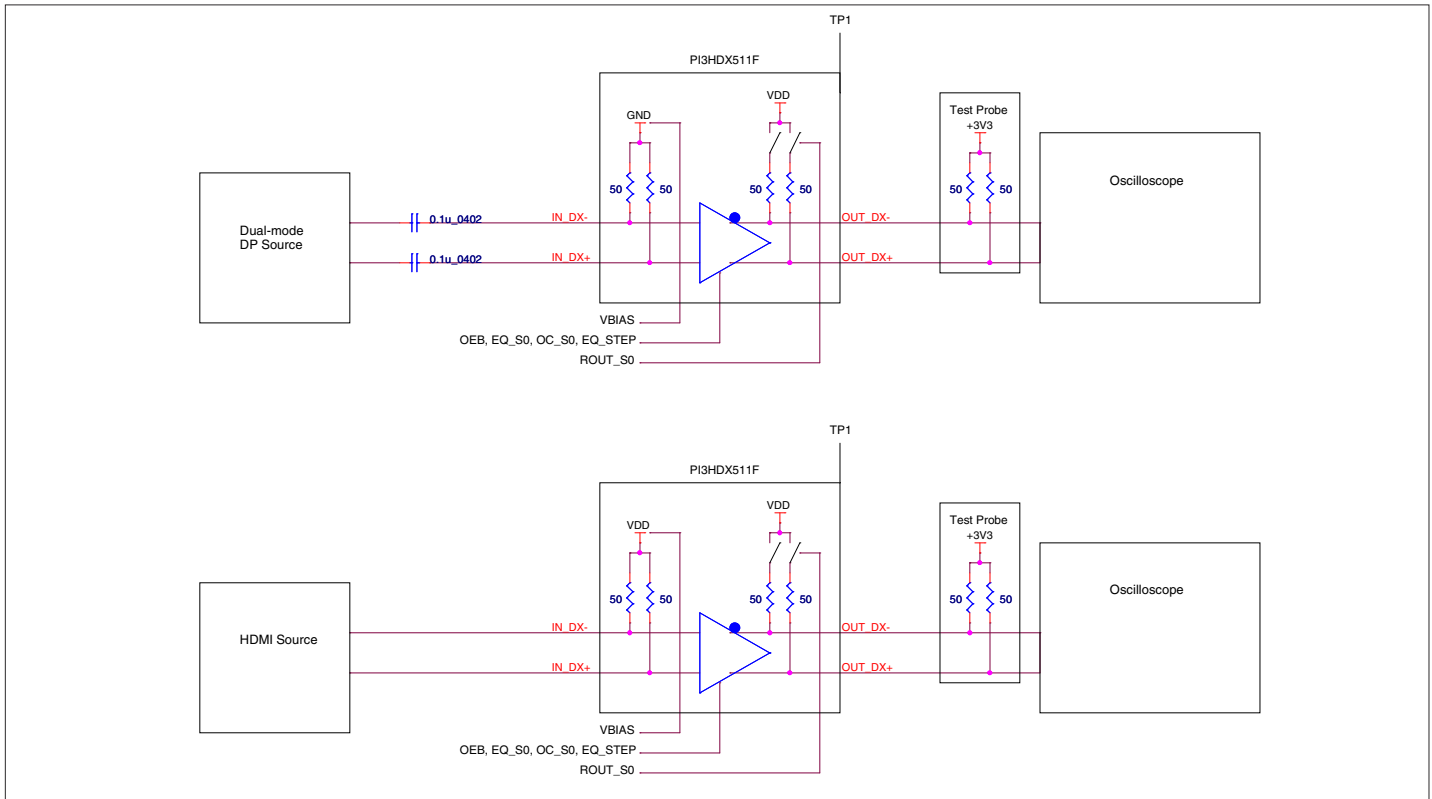 TP1
PI3HDX511F
VDD
GND
Test Probe
+3V3
Oscilloscope
50
50
50
50
50
50
Dual-mode
DP Source
0.1u_0402
IN_DX-
OUT_DX-
0.1u_0402
IN_DX+
OUT_DX+
VBIAS
OEB, EQ_S0, OC_S0, EQ_STEP
ROUT_S0
TP1
PI3HDX511F
VDD
VDD
Test Probe
+3V3
Oscilloscope
50
50
50
50
50
50
HDMI Source
IN_DX-
OUT_DX-
IN_DX+
OUT_DX+
VBIAS
OEB, EQ_S0, OC_S0, EQ_STEP
ROUT_S0